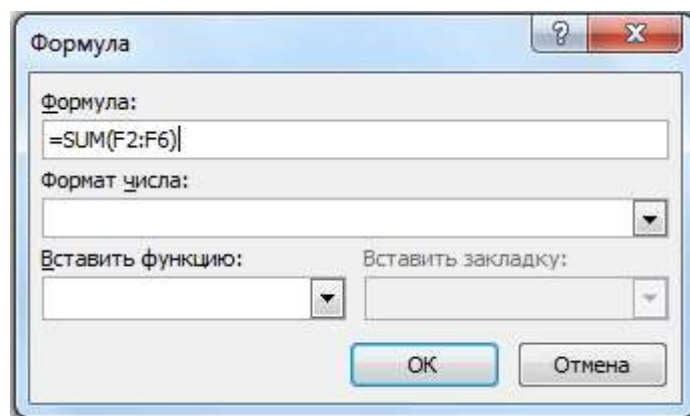 Формула
Формула:
=SUM(F2:F6)
Формат числа:
Вставить функцию:
Вставить закладку:
ОК
Отмена